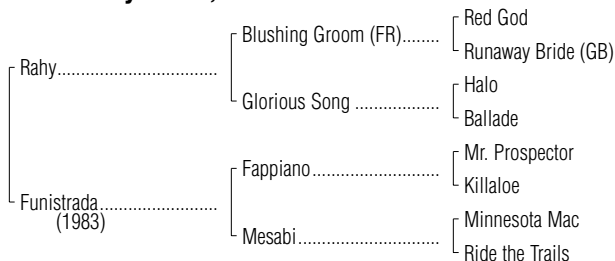 Red God
Blushing Groom (FR)........
Runaway Bride (GB)
Rahy.................................
Halo
Glorious Song ..................
Ballade
Mr. Prospector
Fappiano...........................
Killaloe
Funistrada........................
(1983)
Minnesota Mac
Mesabi..............................
Ride the Trails